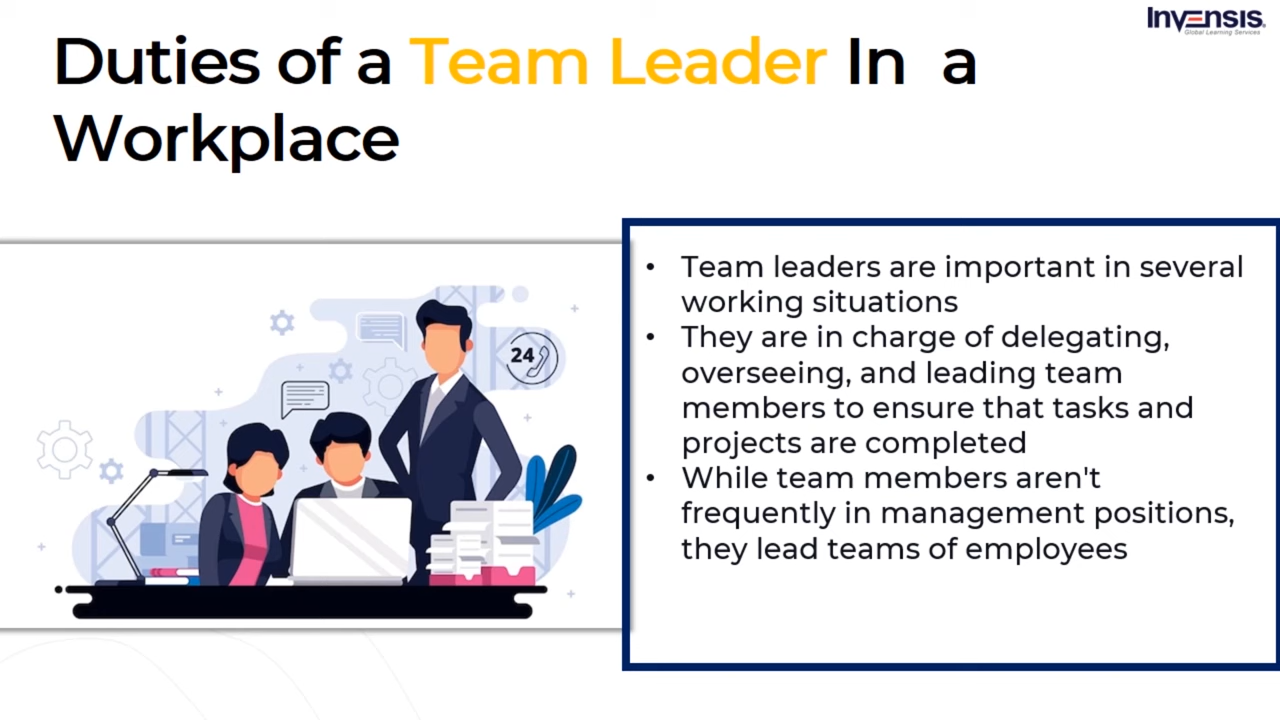 Invensis
Global Learning Services
Duties of a Team Leader In a
Workplace
24
• Team leaders are important in several
working situations
• They are in charge of delegating,
overseeing, and leading team
members to ensure that tasks and
projects are completed
• While team members aren't
frequently in management positions,
they lead teams of employees